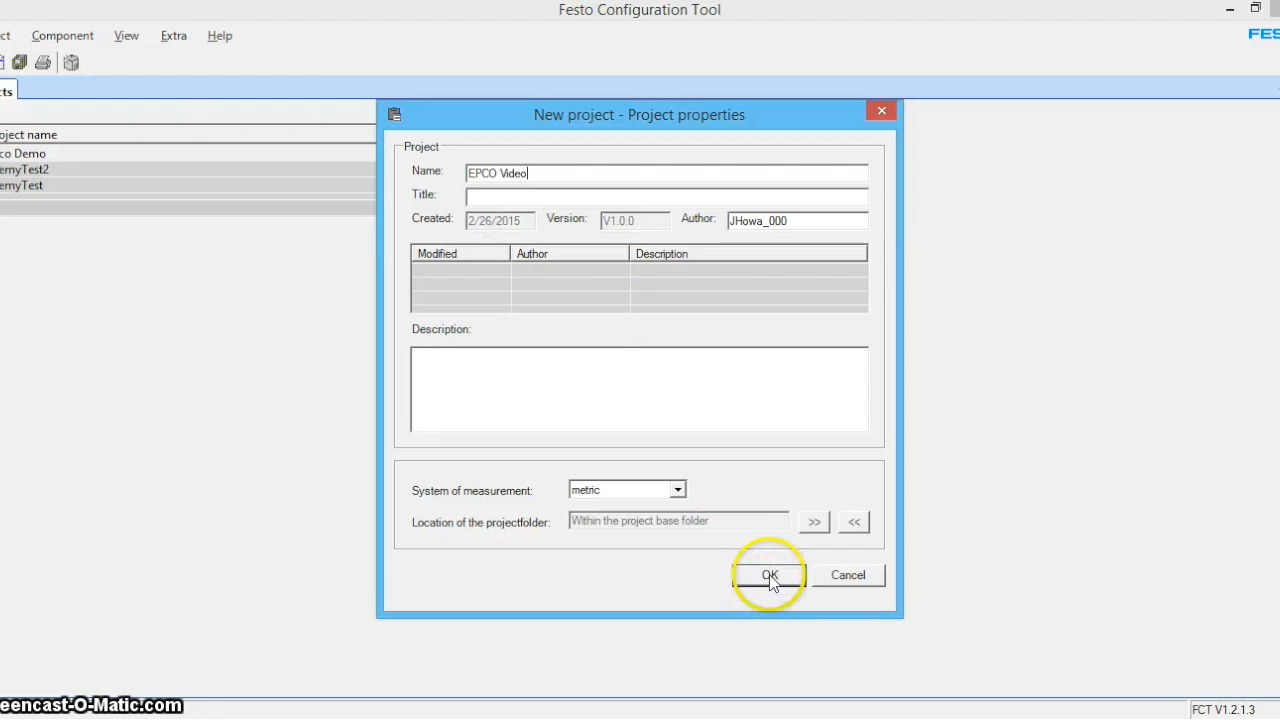 Festo Configuration Tool
ct Component View Extra Help
FES
cts
oject name
co Demo
emyTest2
emyTest
New project - Project properties
Project
Name: EPCO Video
Title:
Created: 2/26/2015 Version: V1.0.0 Author: JHowa_000
Modified Author Description
Description:
System of measurement: metric
Location of the projectfolder: Within the project base folder >> <<
OK Cancel
eencast-O-Matic.com
FCT V1.2.1.3